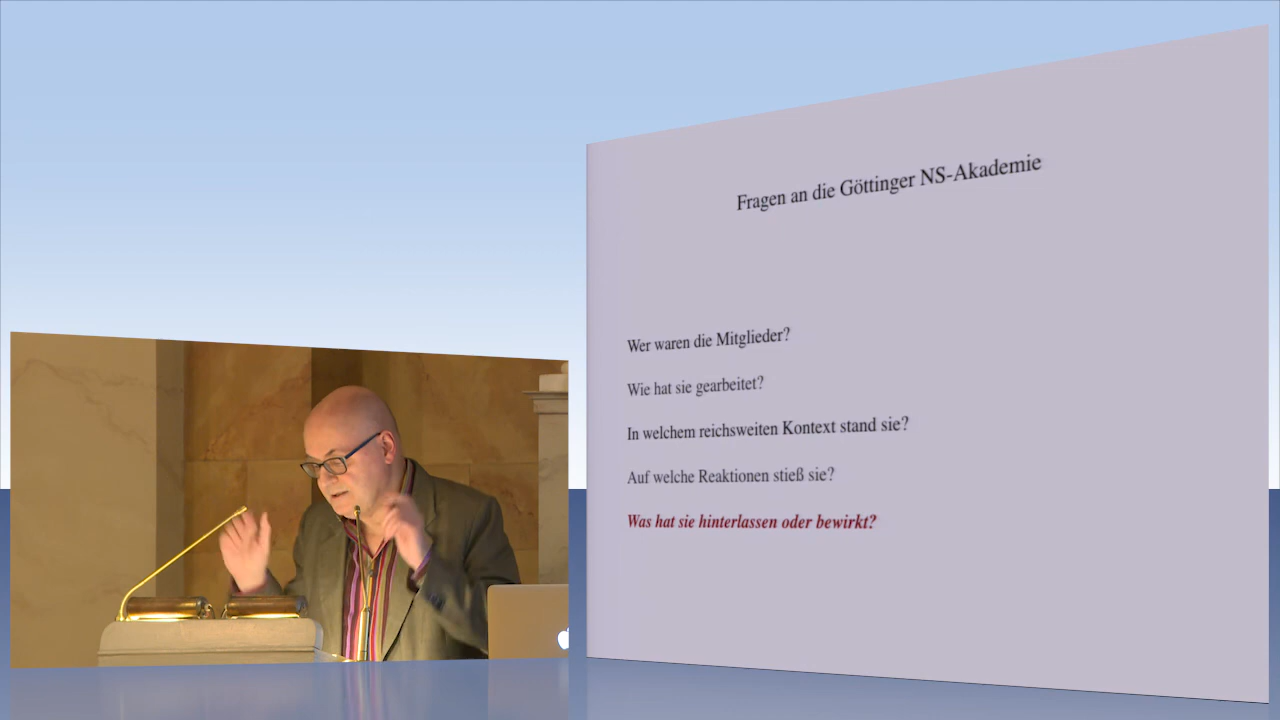 Fragen an die Göttinger NS-Akademie
Wer waren die Mitglieder?
Wie hat sie gearbeitet?
In welchem reichsweiten Kontext stand sie?
Auf welche Reaktionen stieß sie?
Was hat sie hinterlassen oder bewirkt?